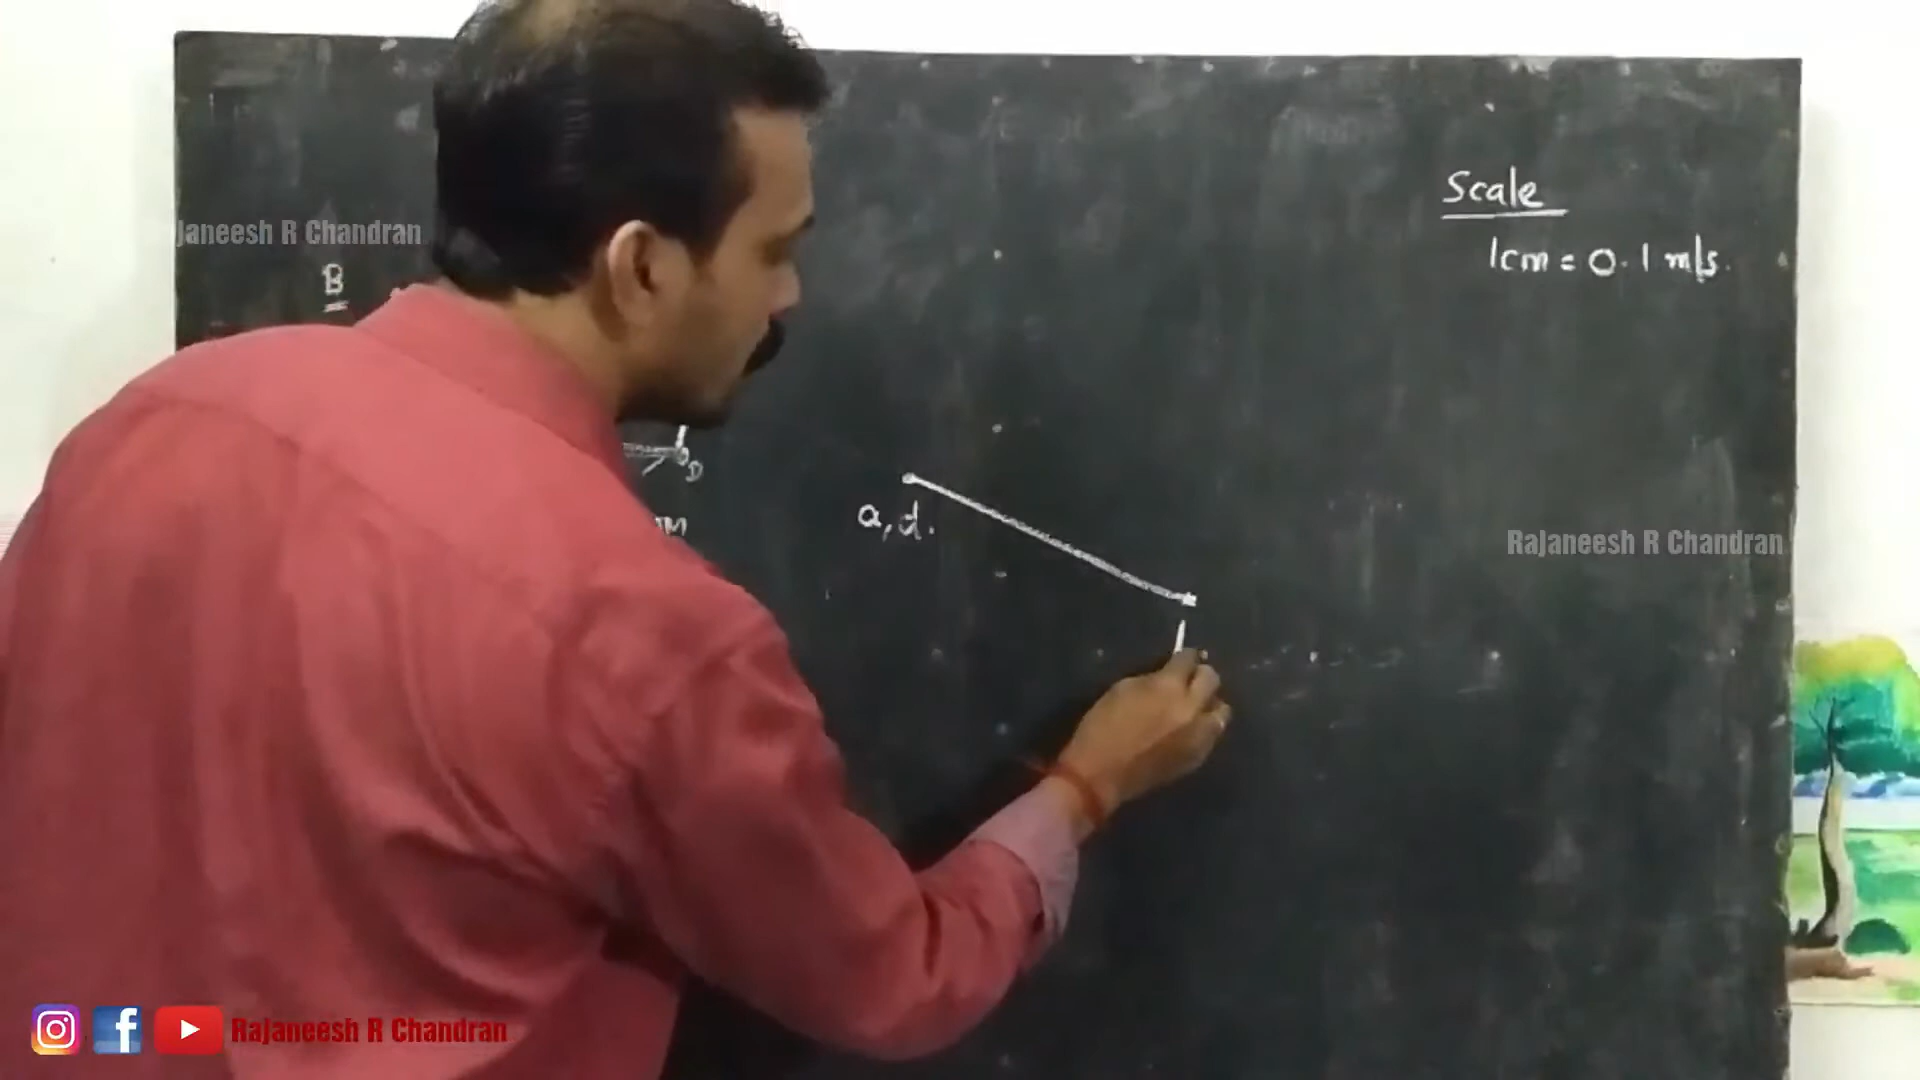 Scale
1cm = 0.1 m/s.
janeesh R Chandran
B
D
a, d.
Rajaneesh R Chandran
Rajaneesh R Chandran